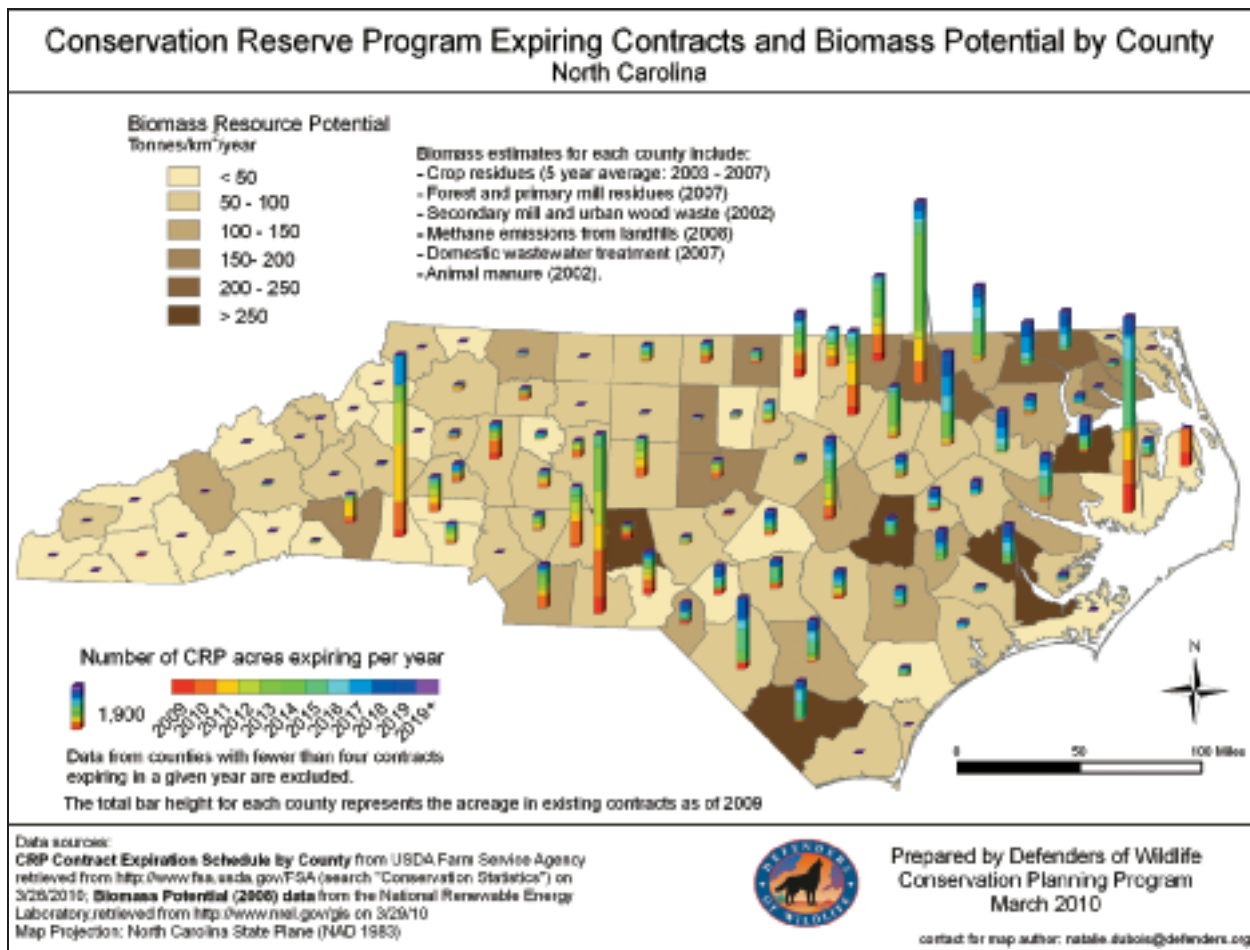 Conservation Reserve Program Expiring Contracts and Biomass Potential by County
North Carolina
Biomass Resource Potential
Tonnes/km²/year
< 50
50 - 100
100 - 150
150- 200
200 - 250
> 250
Biomass estimates for each county include:
- Crop residues (5 year average: 2003 - 2007)
- Forest and primary mill residues (2007)
- Secondary mill and urban wood waste (2002)
- Methane emissions from landfills (2008)
- Domestic wastewater treatment (2007)
- Animal manure (2002).
Number of CRP acres expiring per year
1,900
2009 2010 2011 2012 2013 2014 2015 2016 2017 2018 2019 2019+
Data from counties with fewer than four contracts
expiring in a given year are excluded.
The total bar height for each county represents the acreage in existing contracts as of 2009
N
0 50 100 Miles
Data sources:
CRP Contract Expiration Schedule by County from USDA Farm Service Agency
retrieved from http://www.fsa.usda.gov/FSA (search "Conservation Statistics") on
3/26/2010; Biomass Potential (2008) data from the National Renewable Energy
Laboratory,retrieved from http://www.nrel.gov/gis on 3/29/10
Map Projection: North Carolina State Plane (NAD 1983)
DEFENDERS
OF WILDLIFE
Prepared by Defenders of Wildlife
Conservation Planning Program
March 2010
contact for map author: natalie.dubois@defenders.org